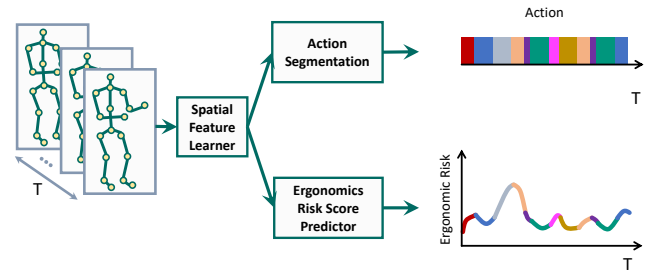 Action
Action
Segmentation
T
Spatial
Feature
Learner
T
Ergonomics
Risk Score
Predictor
Ergonomic Risk
T